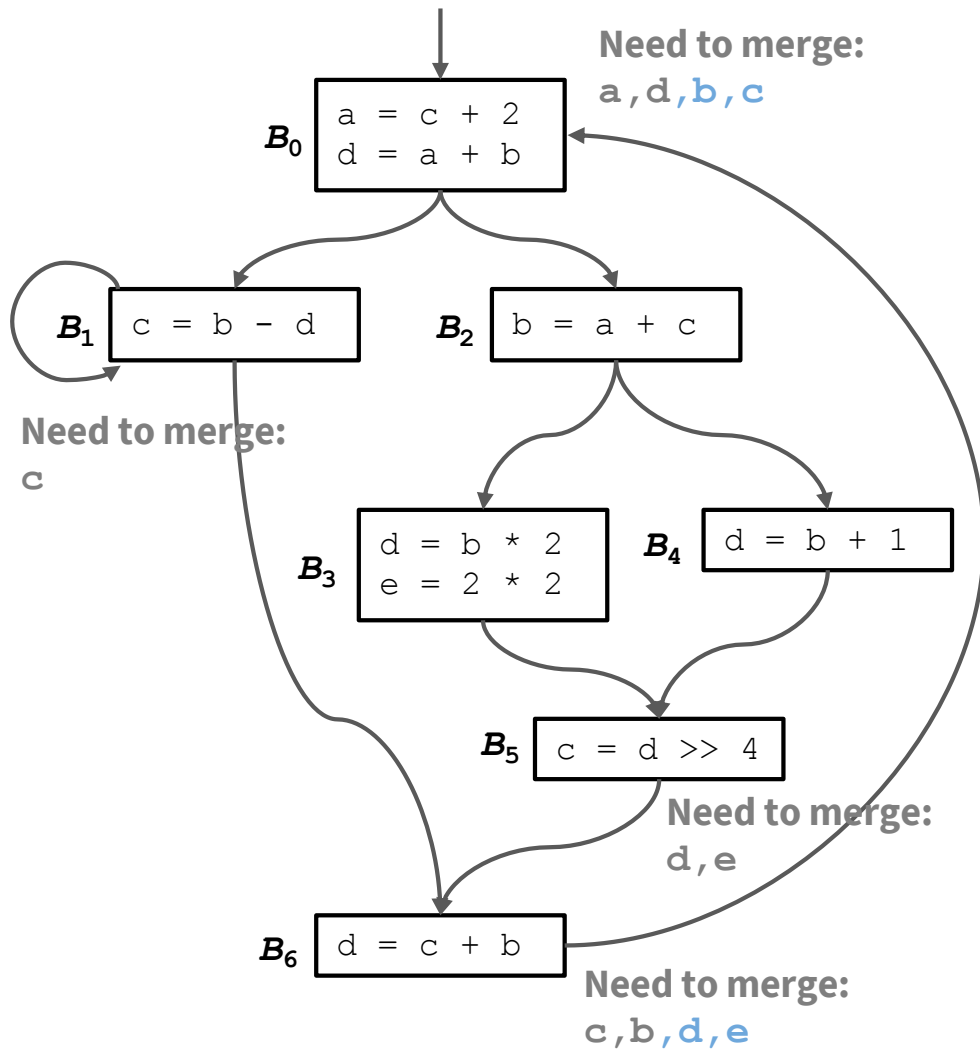 Need to merge:
a,d,b,c
B0
a = c + 2
d = a + b
B1
c = b - d
B2
b = a + c
Need to merge:
c
B3
d = b * 2
e = 2 * 2
B4
d = b + 1
B5
c = d >> 4
Need to merge:
d,e
B6
d = c + b
Need to merge:
c,b,d,e